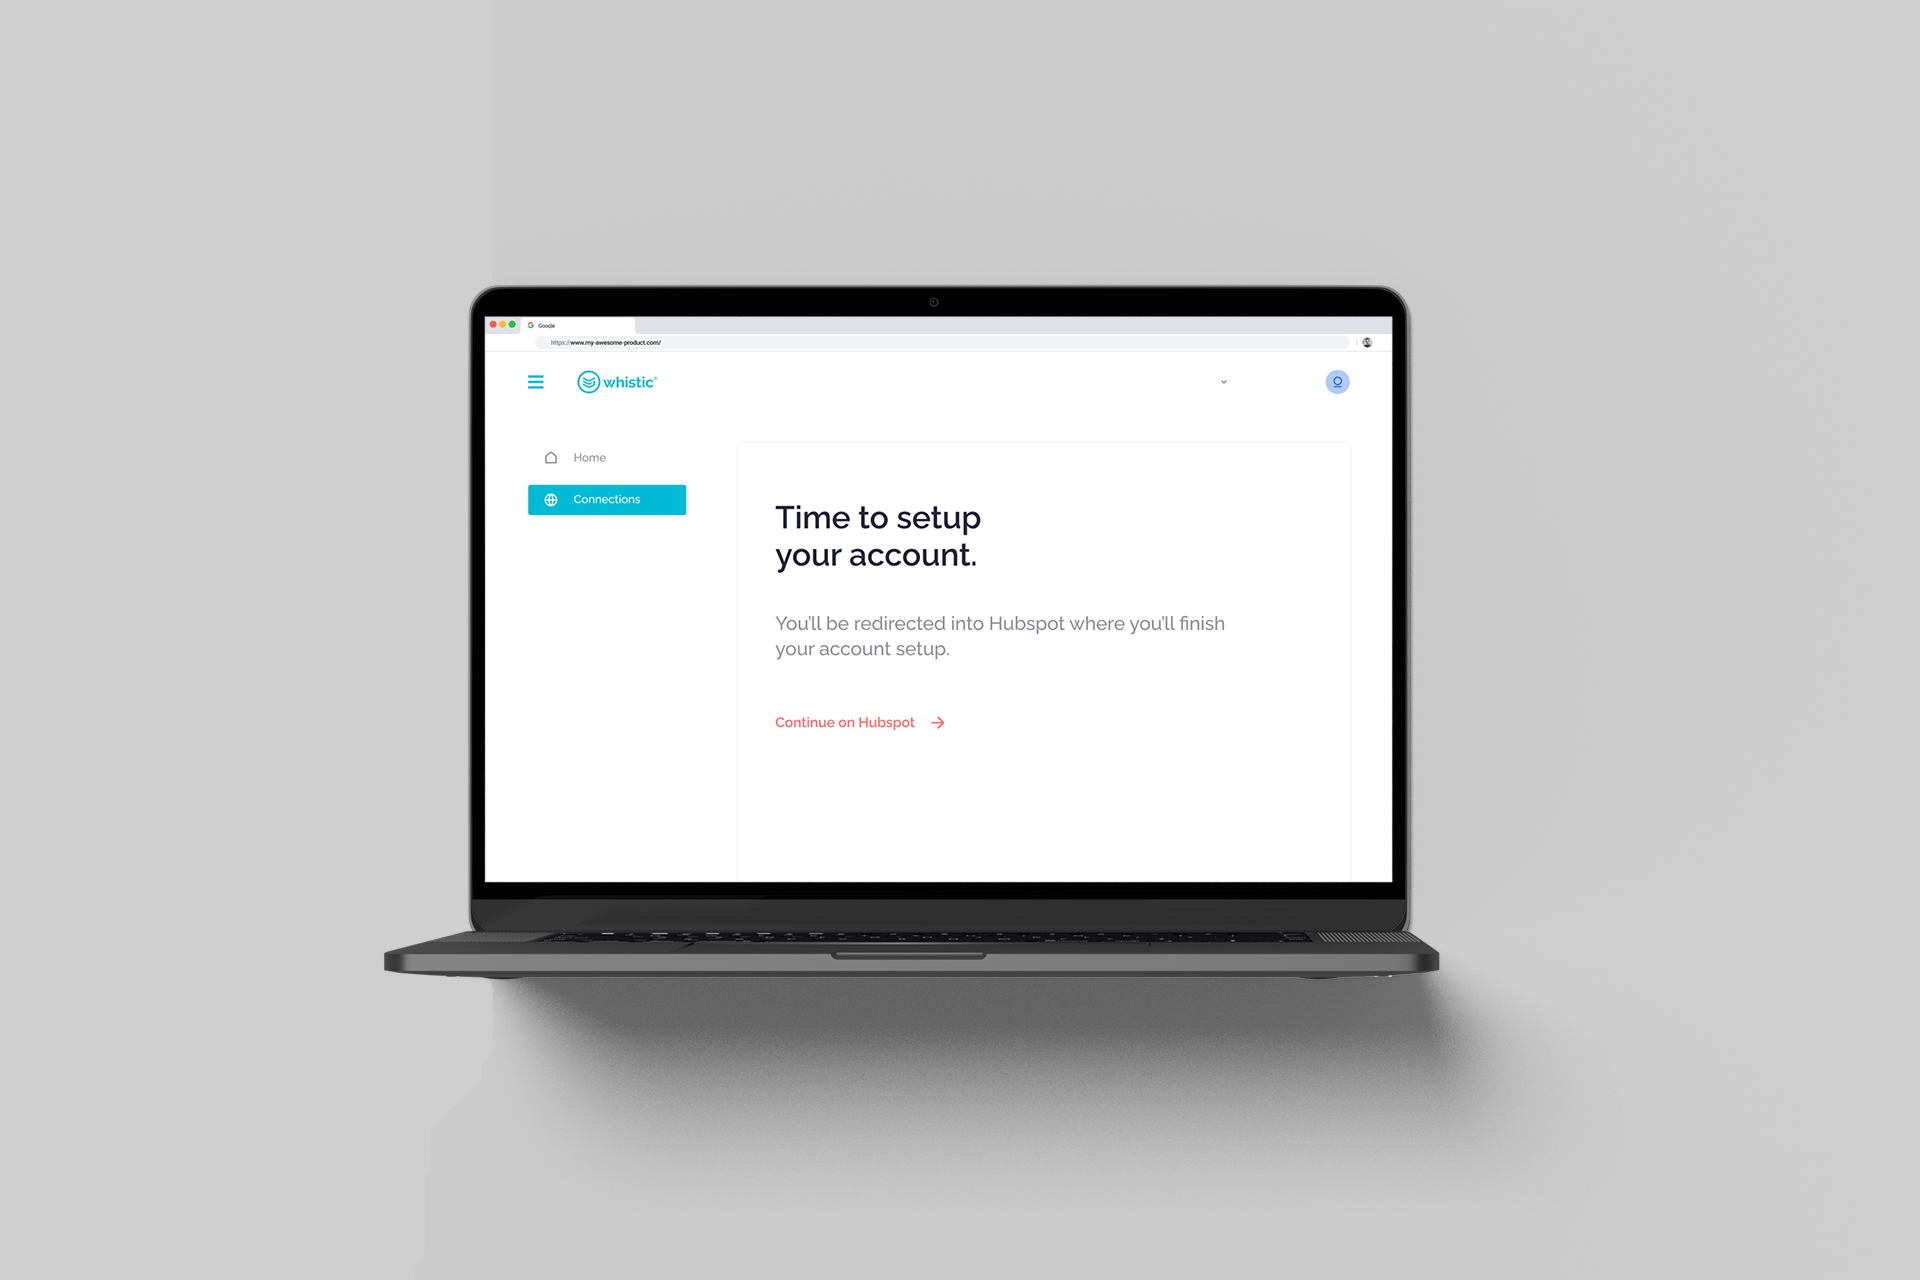 Google
https://www.my-awesome-product.com/
whistic®
Home
Connections
Time to setup
your account.
You'll be redirected into Hubspot where you'll finish
your account setup.
Continue on Hubspot